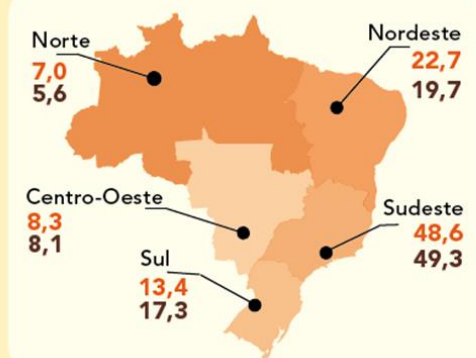 Norte
7,0
5,6
Nordeste
22,7
19,7
Centro-Oeste
8,3
8,1
Sudeste
48,6
49,3
Sul
13,4
17,3